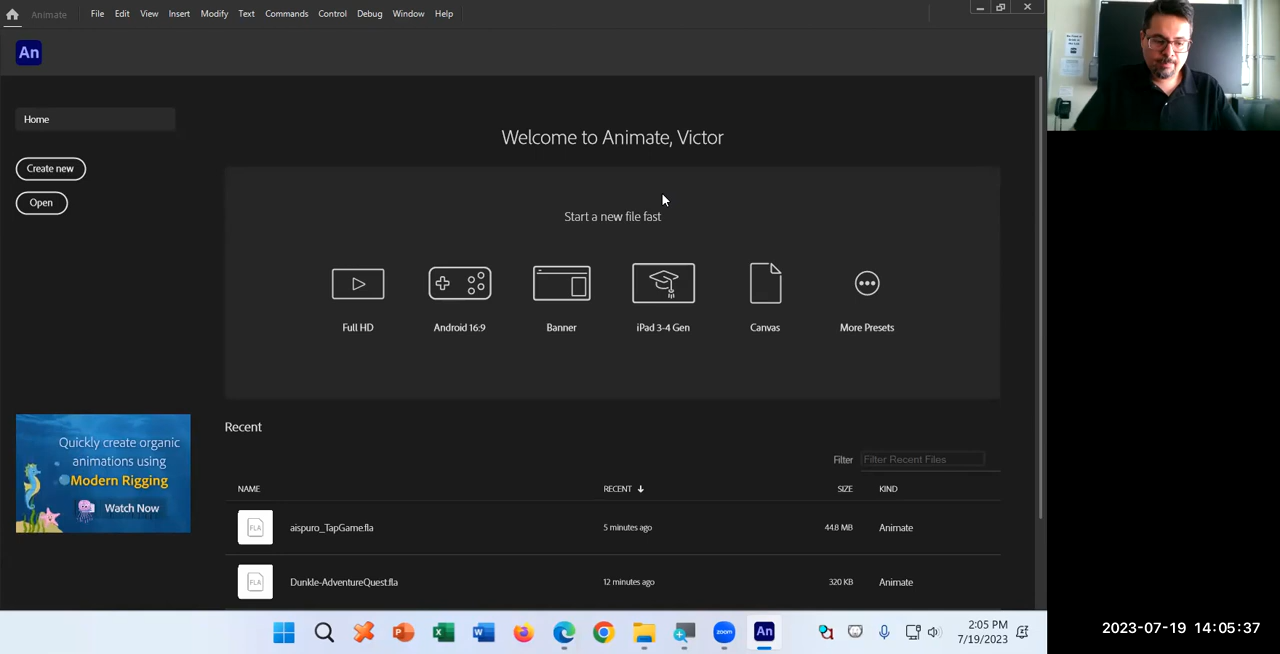 Animate File Edit View Insert Modify Text Commands Control Debug Window Help
An
Home
Create new
Open
Welcome to Animate, Victor
Start a new file fast
Full HD Android 16:9 Banner iPad 3-4 Gen Canvas More Presets
Quickly create organic
animations using
Modern Rigging
Watch Now
Recent
Filter Filter Recent Files
NAME RECENT SIZE KIND
FLA aispuro_TapGame.fla 5 minutes ago 44.8 MB Animate
FLA Dunkle-AdventureQuest.fla 12 minutes ago 320 KB Animate
zoom An
2:05 PM
7/19/2023
2023-07-19 14:05:37